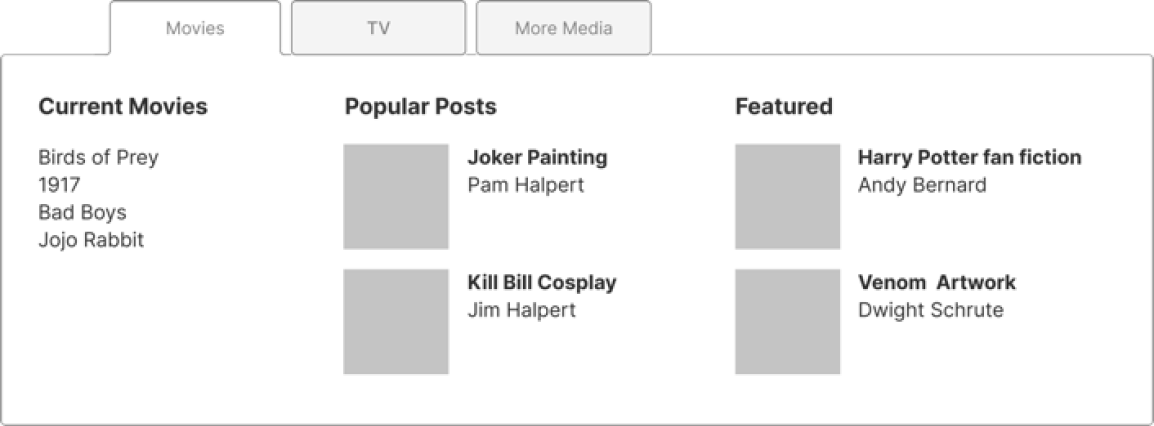 Movies
TV
More Media
Current Movies
Birds of Prey
1917
Bad Boys
Jojo Rabbit
Popular Posts
Joker Painting
Pam Halpert
Kill Bill Cosplay
Jim Halpert
Featured
Harry Potter fan fiction
Andy Bernard
Venom  Artwork
Dwight Schrute